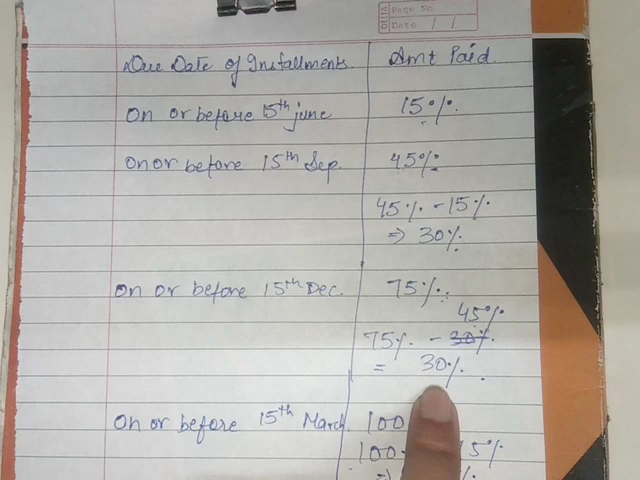 Page No.
Date / /
Due Date of Installments. Amt Paid.
On or before 15th june 15%.
On or before 15th Sep. 45%.
45% - 15%
=> 30%.
On or before 15th Dec. 75%.
45%
75% - 30%
= 30%.
On or before 15th March. 100
100 15%
=> %.